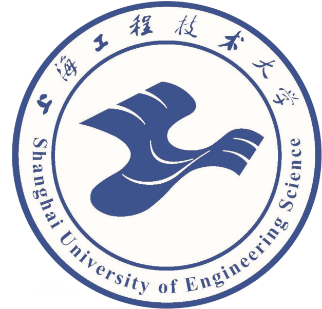 上海工程技术大学
Shanghai University of Engineering Science